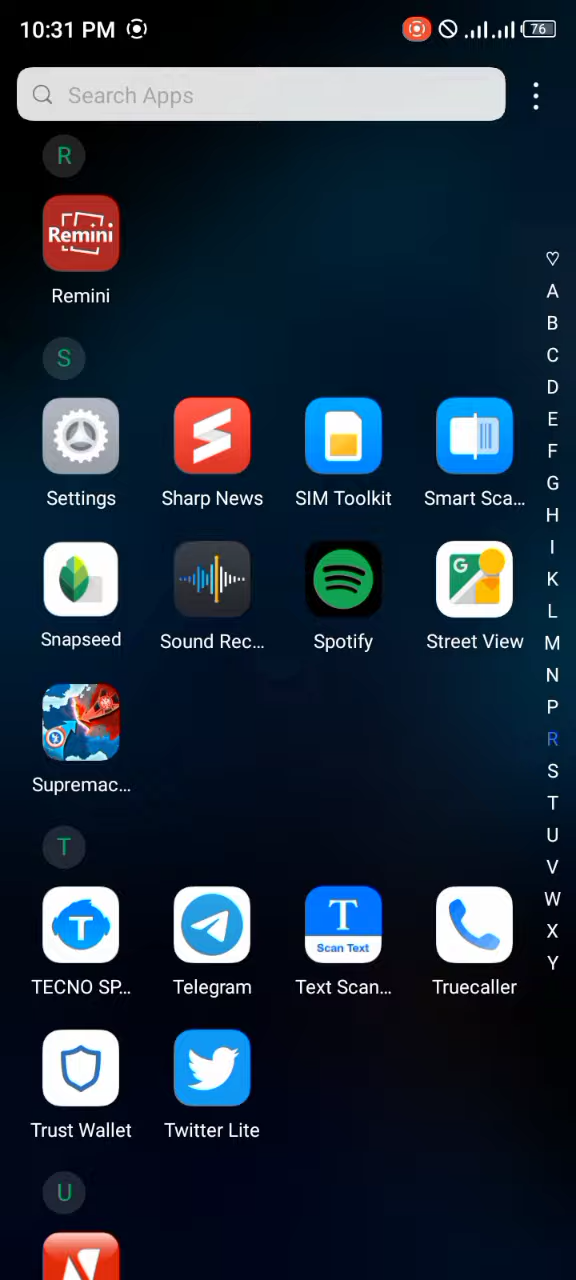 10:31 PM 76
Search Apps
R
Remini
Remini
S
Settings Sharp News SIM Toolkit Smart Sca...
G
Snapseed Sound Rec... Spotify Street View
Supremac...
T
T T Scan Text
TECNO SP... Telegram Text Scan... Truecaller
Trust Wallet Twitter Lite
U
♡
A
B
C
D
E
F
G
H
I
K
L
M
N
P
R
S
T
U
V
W
X
Y